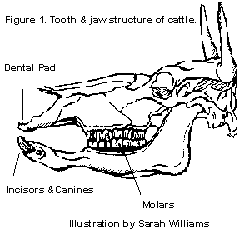 Figure 1. Tooth & jaw structure of cattle.
Dental Pad
Incisors & Canines
Molars
Illustration by Sarah Williams